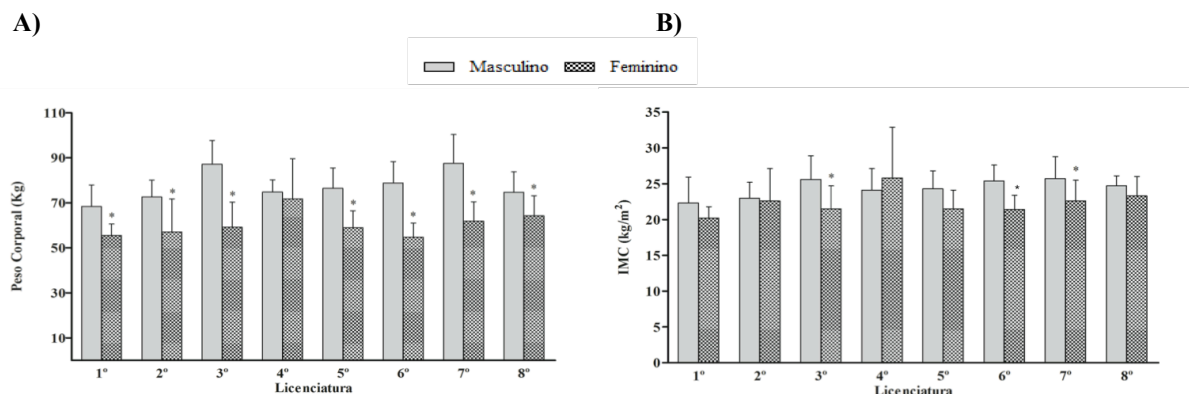 A)
B)
Masculino Feminino
Peso Corporal (Kg)
110
90
70
50
30
10
* * * * * * *
1º 2º 3º 4º 5º 6º 7º 8º
Licenciatura
IMC (kg/m²)
35
30
25
20
15
10
5
0
* * *
1º 2º 3º 4º 5º 6º 7º 8º
Licenciatura